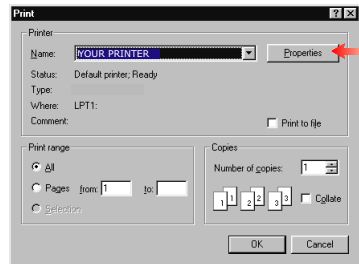 Print
Printer
Name: YOUR PRINTER Properties
Status: Default printer; Ready
Type:
Where: LPT1:
Comment: Print to file
Print range
All
Pages from: 1 to:
Selection
Copies
Number of copies: 1
1 1 2 2 3 3 Collate
OK Cancel